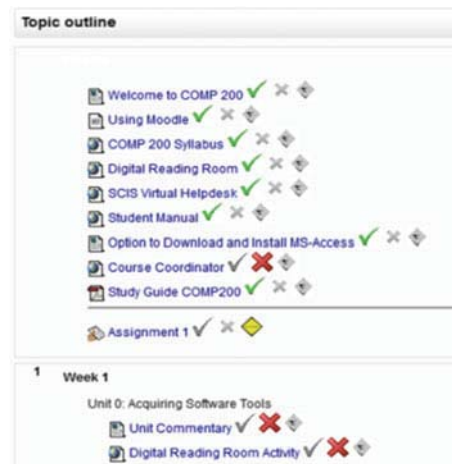 Topic outline
Welcome to COMP 200
Using Moodle
COMP 200 Syllabus
Digital Reading Room
SCIS Virtual Helpdesk
Student Manual
Option to Download and Install MS-Access
Course Coordinator
Study Guide COMP200
Assignment 1
1 Week 1
Unit 0: Acquiring Software Tools
Unit Commentary
Digital Reading Room Activity